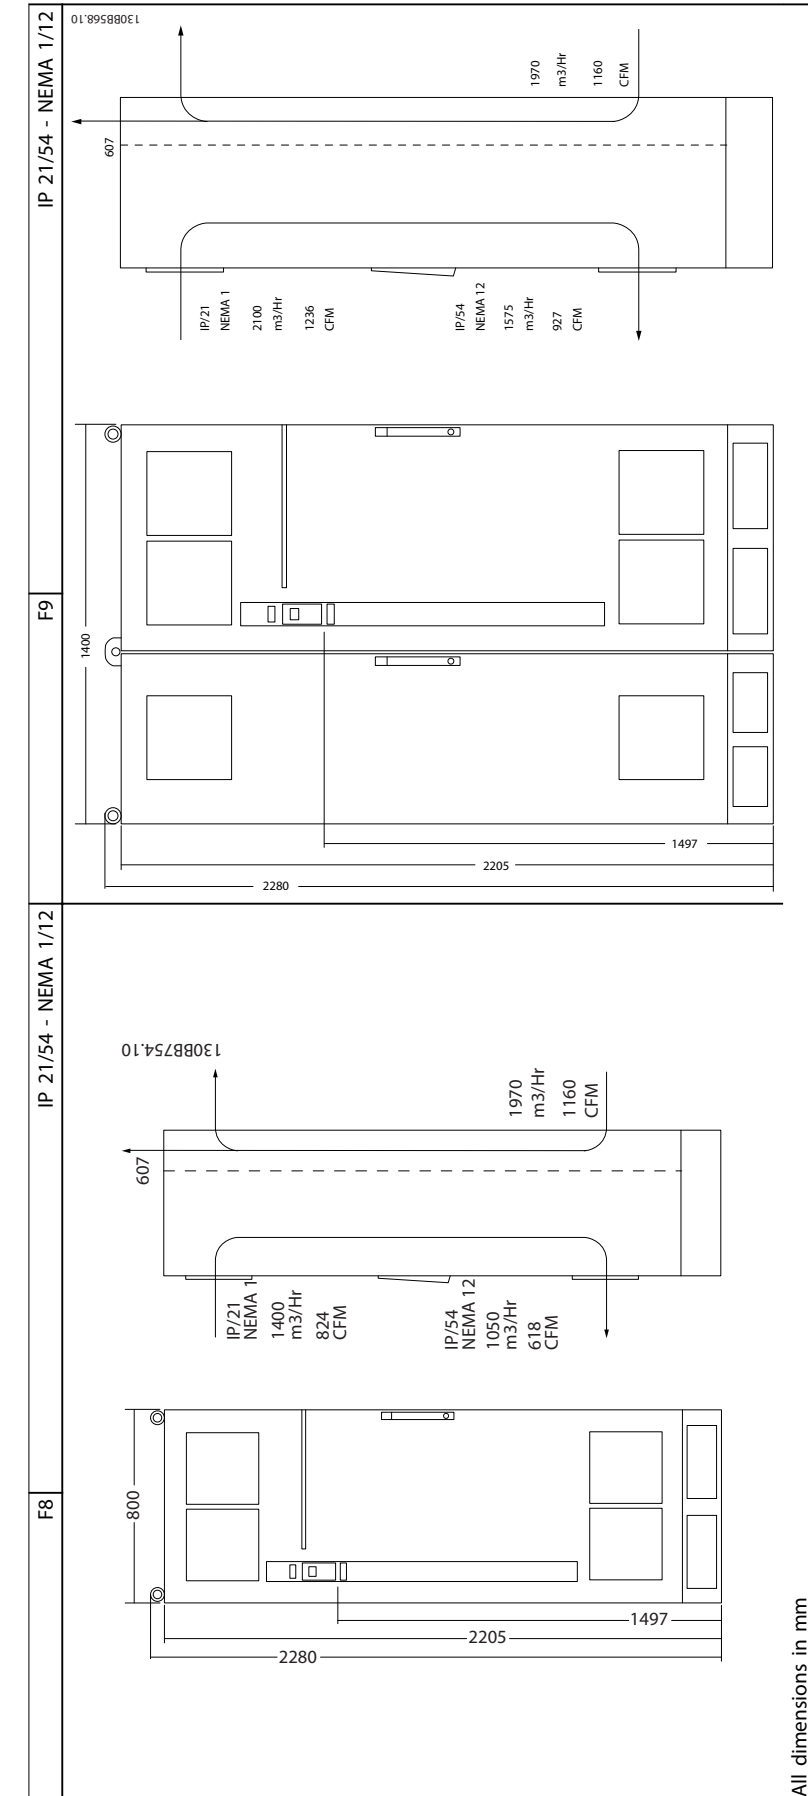 F8
IP 21/54 - NEMA 1/12
F9
IP 21/54 - NEMA 1/12
130BB754.10
607
1970
m3/Hr
1160
CFM
IP/21
NEMA 1
1400
m3/Hr
824
CFM
IP/54
NEMA 12
1050
m3/Hr
618
CFM
800
1497
2205
2280
130BB568.10
607
1970
m3/Hr
1160
CFM
IP/21
NEMA 1
2100
m3/Hr
1236
CFM
IP/54
NEMA 12
1575
m3/Hr
927
CFM
1400
1497
2205
2280
All dimensions in mm